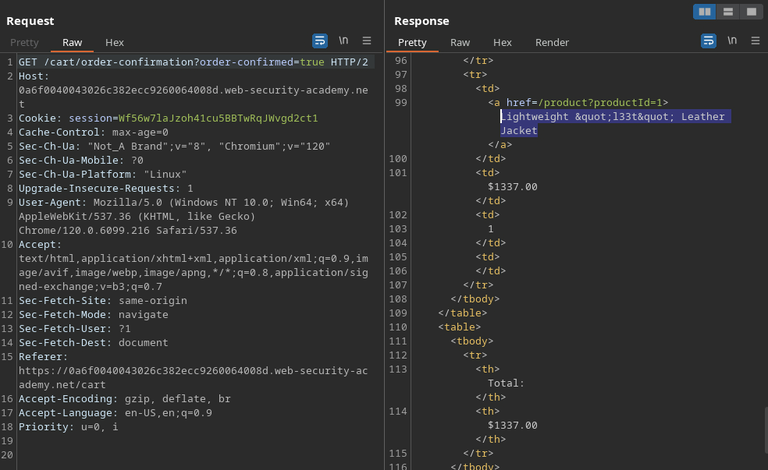 Request
Response
Pretty Raw Hex
\n
Pretty Raw Hex Render
\n
1 GET /cart/order-confirmation?order-confirmed=true HTTP/2
2 Host:
0a6f0040043026c382ecc9260064008d.web-security-academy.ne
t
3 Cookie: session=Wf56w7laJzoh41cu5BBTwRqJWvgd2ct1
4 Cache-Control: max-age=0
5 Sec-Ch-Ua: "Not_A Brand";v="8", "Chromium";v="120"
6 Sec-Ch-Ua-Mobile: ?0
7 Sec-Ch-Ua-Platform: "Linux"
8 Upgrade-Insecure-Requests: 1
9 User-Agent: Mozilla/5.0 (Windows NT 10.0; Win64; x64)
AppleWebKit/537.36 (KHTML, like Gecko)
Chrome/120.0.6099.216 Safari/537.36
10 Accept:
text/html,application/xhtml+xml,application/xml;q=0.9,im
age/avif,image/webp,image/apng,*/*;q=0.8,application/sig
ned-exchange;v=b3;q=0.7
11 Sec-Fetch-Site: same-origin
12 Sec-Fetch-Mode: navigate
13 Sec-Fetch-User: ?1
14 Sec-Fetch-Dest: document
15 Referer:
https://0a6f0040043026c382ecc9260064008d.web-security-ac
ademy.net/cart
16 Accept-Encoding: gzip, deflate, br
17 Accept-Language: en-US,en;q=0.9
18 Priority: u=0, i
19
20
96 </tr>
97 <tr>
98 <td>
99 <a href=/product?productId=1>
Lightweight &quot;l33t&quot; Leather
Jacket
</a>
100 </td>
101 <td>
$1337.00
</td>
102 <td>
103 1
104 </td>
105 <td>
106 </td>
107 </tr>
108 </tbody>
109 </table>
110 <table>
111 <tbody>
112 <tr>
113 <th>
Total:
</th>
114 <th>
$1337.00
</th>
115 </tr>
116 </tbody>